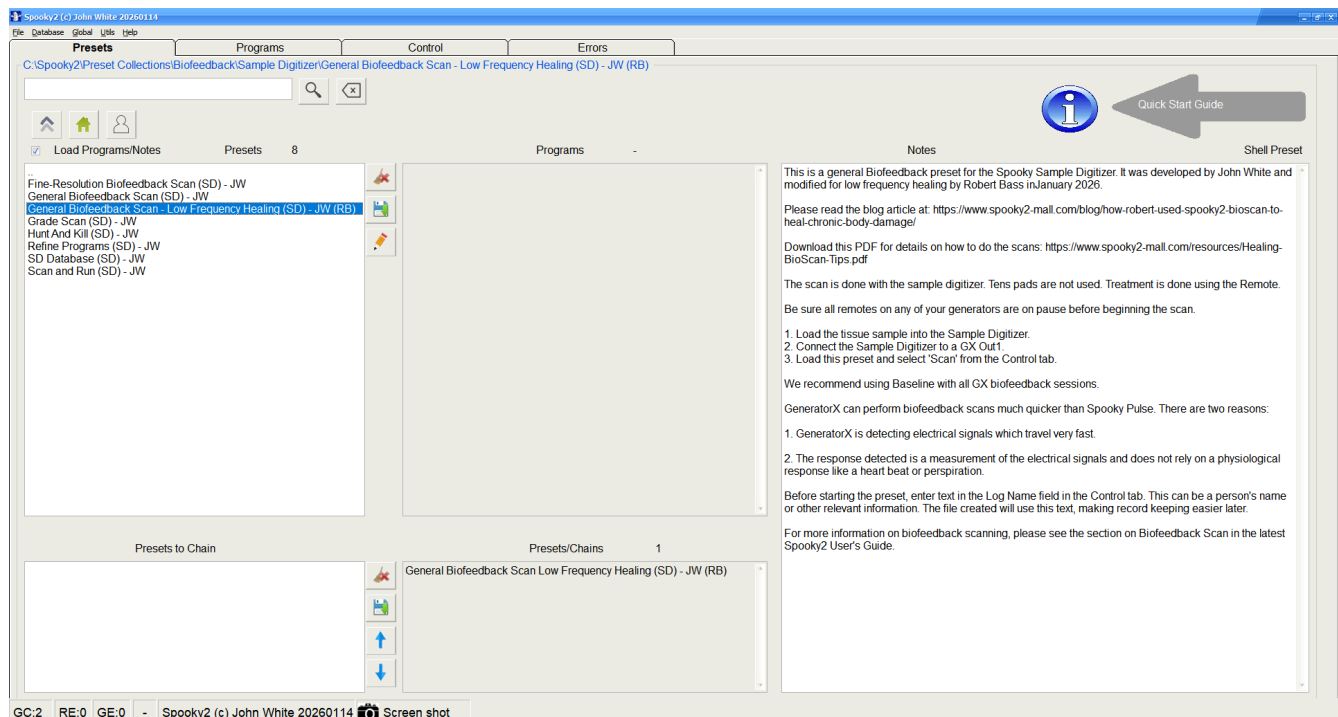 Spooky2 (c) John White 20260114
File Database Global Utils Help
Presets Programs Control Errors
C:\Spooky2\Preset Collections\Biofeedback\Sample Digitizer\General Biofeedback Scan - Low Frequency Healing (SD) - JW (RB)
Quick Start Guide
Load Programs/Notes Presets 8 Programs - Notes Shell Preset
..
Fine-Resolution Biofeedback Scan (SD) - JW
General Biofeedback Scan (SD) - JW
General Biofeedback Scan - Low Frequency Healing (SD) - JW (RB)
Grade Scan (SD) - JW
Hunt And Kill (SD) - JW
Refine Programs (SD) - JW
SD Database (SD) - JW
Scan and Run (SD) - JW
This is a general Biofeedback preset for the Spooky Sample Digitizer. It was developed by John White and
modified for low frequency healing by Robert Bass inJanuary 2026.
Please read the blog article at: https://www.spooky2-mall.com/blog/how-robert-used-spooky2-bioscan-to-
heal-chronic-body-damage/
Download this PDF for details on how to do the scans: https://www.spooky2-mall.com/resources/Healing-
BioScan-Tips.pdf
The scan is done with the sample digitizer. Tens pads are not used. Treatment is done using the Remote.
Be sure all remotes on any of your generators are on pause before beginning the scan.
1. Load the tissue sample into the Sample Digitizer.
2. Connect the Sample Digitizer to a GX Out1.
3. Load this preset and select 'Scan' from the Control tab.
We recommend using Baseline with all GX biofeedback sessions.
GeneratorX can perform biofeedback scans much quicker than Spooky Pulse. There are two reasons:
1. GeneratorX is detecting electrical signals which travel very fast.
2. The response detected is a measurement of the electrical signals and does not rely on a physiological
response like a heart beat or perspiration.
Before starting the preset, enter text in the Log Name field in the Control tab. This can be a person's name
or other relevant information. The file created will use this text, making record keeping easier later.
For more information on biofeedback scanning, please see the section on Biofeedback Scan in the latest
Spooky2 User's Guide.
Presets to Chain Presets/Chains 1
General Biofeedback Scan Low Frequency Healing (SD) - JW (RB)
GC:2 RE:0 GE:0 - Spooky2 (c) John White 20260114 Screen shot